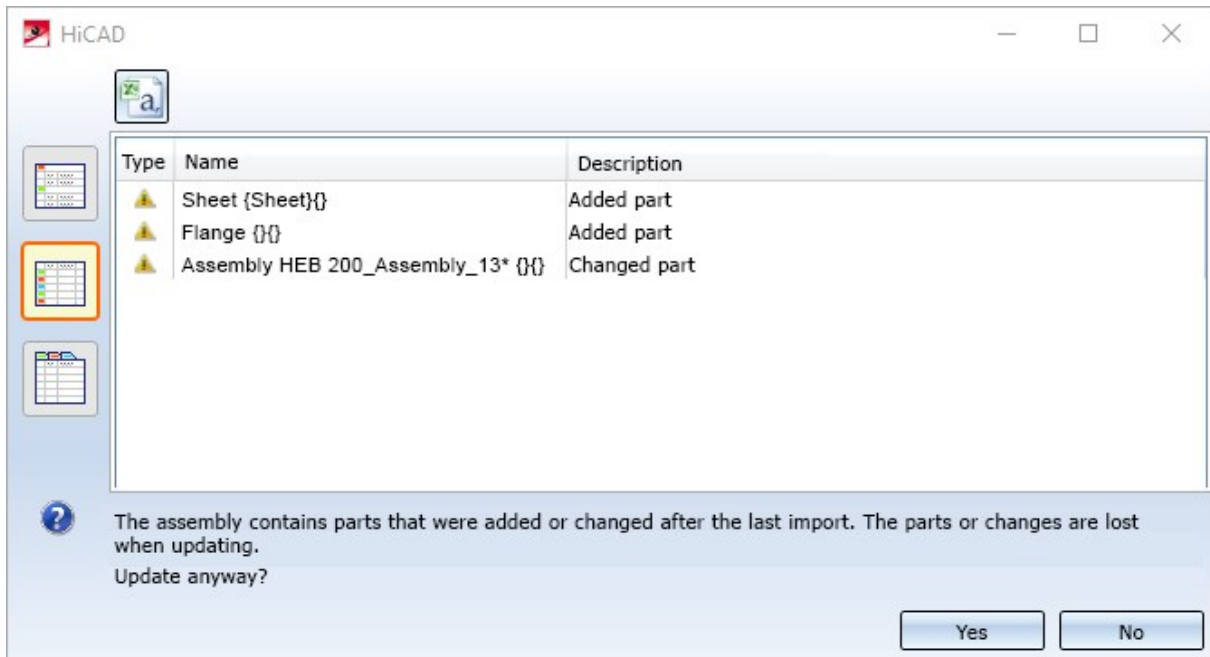 HiCAD
a,
Type Name Description
Sheet {Sheet}{} Added part
Flange {}{} Added part
Assembly HEB 200_Assembly_13* {}{} Changed part
The assembly contains parts that were added or changed after the last import. The parts or changes are lost
when updating.
Update anyway?
Yes No